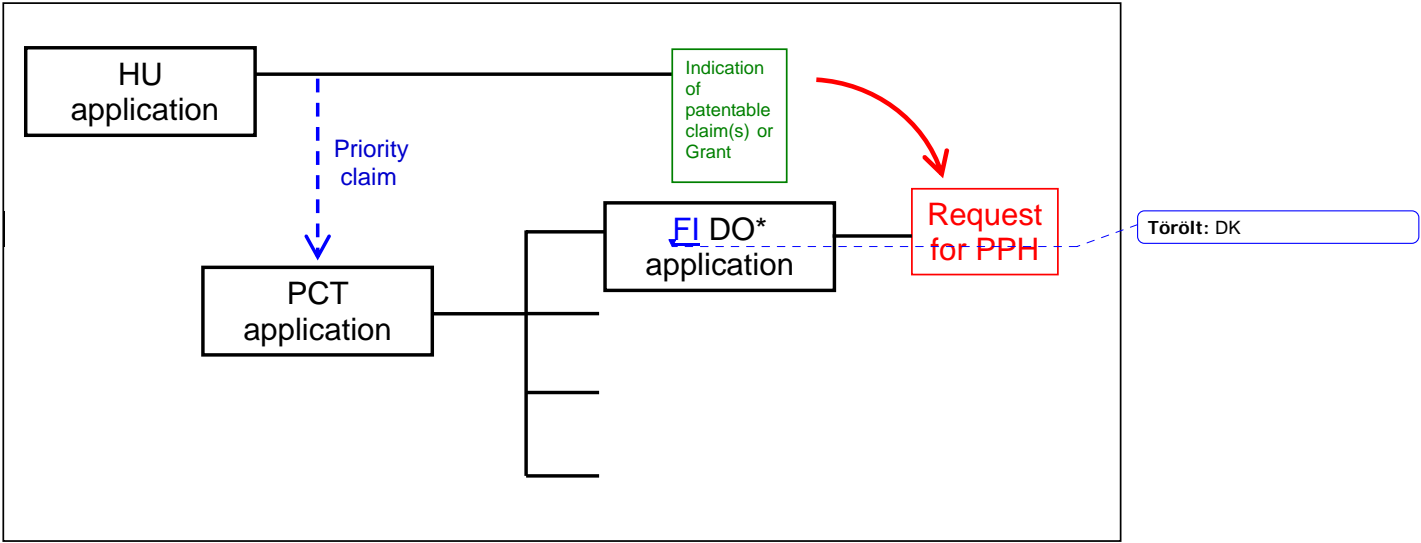 HU
application
Indication
of
patentable
claim(s) or
Grant
Priority
claim
FI DO*
application
Request
for PPH
Törölt: DK
PCT
application